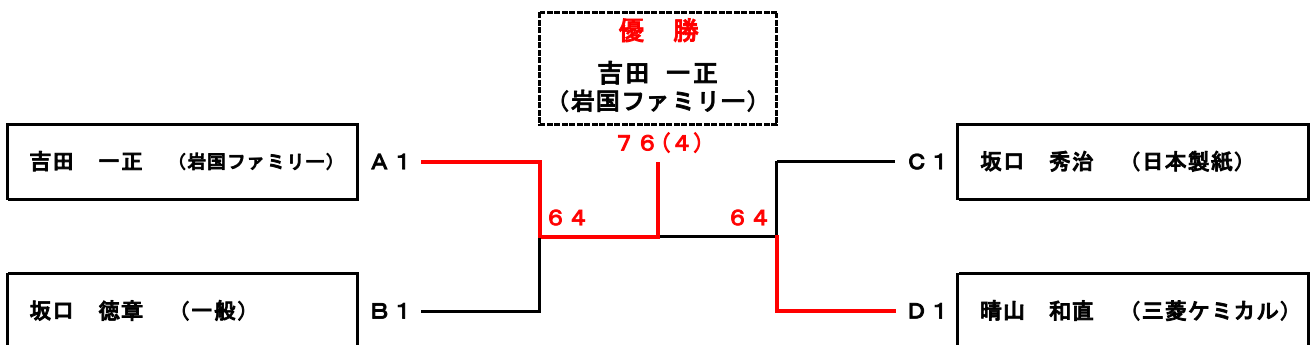 優　勝
吉田　一正
（岩国ファミリー）
７６（４）
吉田　一正　（岩国ファミリー）　Ａ１
Ｃ１　坂口　秀治　（日本製紙）
６４
６４
坂口　徳章　（一般）　Ｂ１
Ｄ１　晴山　和直　（三菱ケミカル）